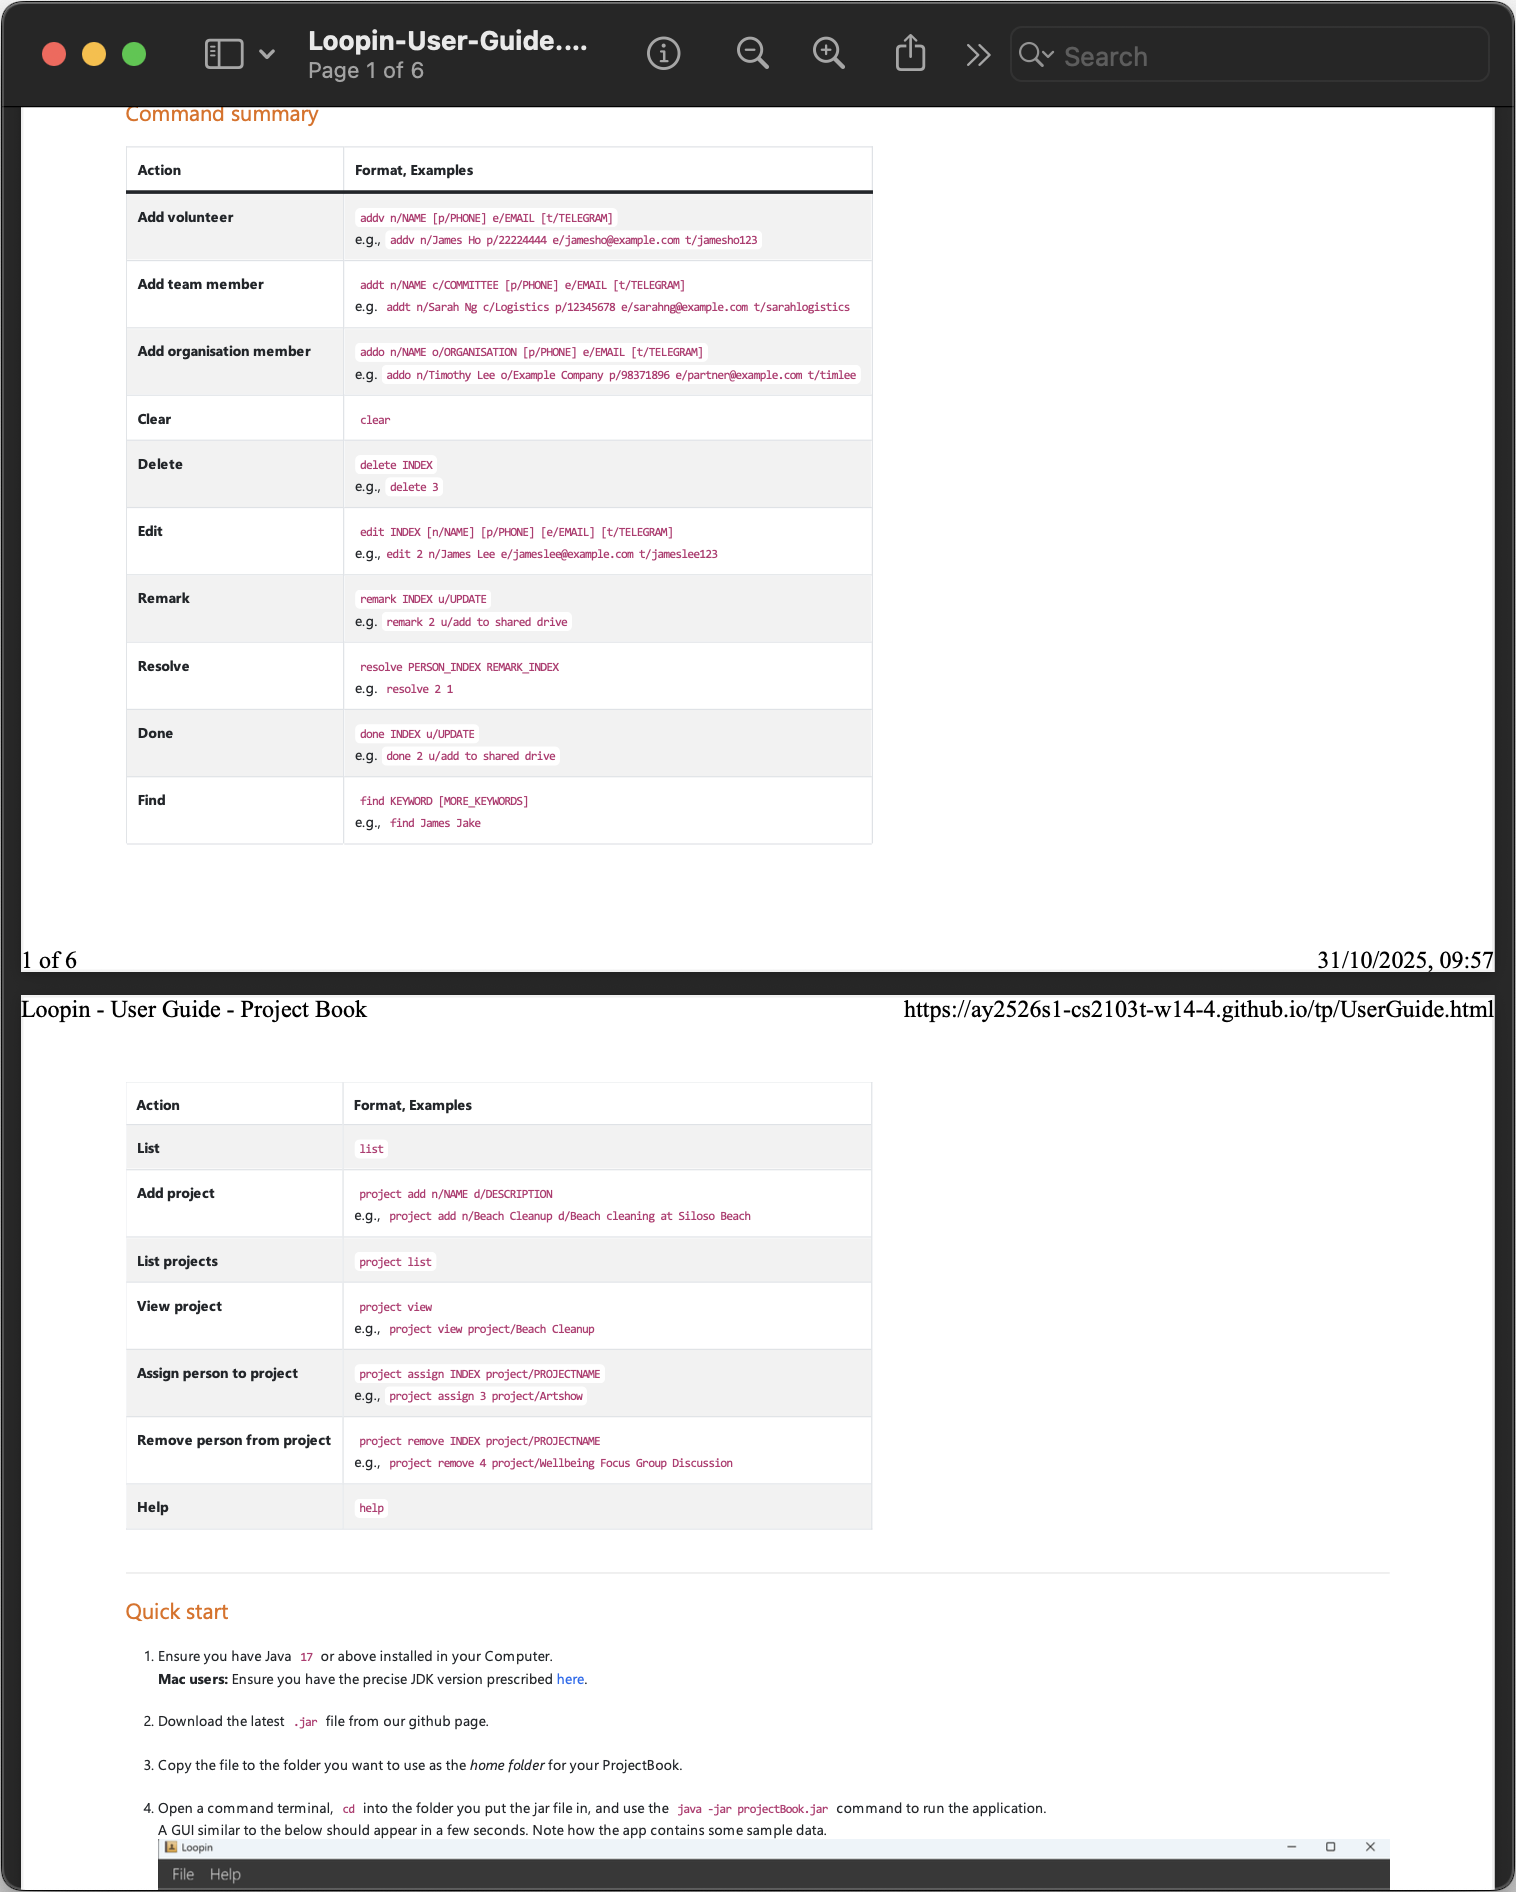 Loopin-User-Guide....
Page 1 of 6
Search
Command summary
Action Format, Examples
Add volunteer addv n/NAME [p/PHONE] e/EMAIL [t/TELEGRAM]
e.g., addv n/James Ho p/22224444 e/jamesho@example.com t/jamesho123
Add team member addt n/NAME c/COMMITTEE [p/PHONE] e/EMAIL [t/TELEGRAM]
e.g. addt n/Sarah Ng c/Logistics p/12345678 e/sarahng@example.com t/sarahlogistics
Add organisation member addo n/NAME o/ORGANISATION [p/PHONE] e/EMAIL [t/TELEGRAM]
e.g. addo n/Timothy Lee o/Example Company p/98371896 e/partner@example.com t/timlee
Clear clear
Delete delete INDEX
e.g., delete 3
Edit edit INDEX [n/NAME] [p/PHONE] [e/EMAIL] [t/TELEGRAM]
e.g., edit 2 n/James Lee e/jameslee@example.com t/jameslee123
Remark remark INDEX u/UPDATE
e.g. remark 2 u/add to shared drive
Resolve resolve PERSON_INDEX REMARK_INDEX
e.g. resolve 2 1
Done done INDEX u/UPDATE
e.g. done 2 u/add to shared drive
Find find KEYWORD [MORE_KEYWORDS]
e.g., find James Jake
1 of 6 31/10/2025, 09:57
Loopin - User Guide - Project Book https://ay2526s1-cs2103t-w14-4.github.io/tp/UserGuide.html
Action Format, Examples
List list
Add project project add n/NAME d/DESCRIPTION
e.g., project add n/Beach Cleanup d/Beach cleaning at Siloso Beach
List projects project list
View project project view
e.g., project view project/Beach Cleanup
Assign person to project project assign INDEX project/PROJECTNAME
e.g., project assign 3 project/Artshow
Remove person from project project remove INDEX project/PROJECTNAME
e.g., project remove 4 project/Wellbeing Focus Group Discussion
Help help
Quick start
1. Ensure you have Java 17 or above installed in your Computer.
Mac users: Ensure you have the precise JDK version prescribed here.
2. Download the latest .jar file from our github page.
3. Copy the file to the folder you want to use as the home folder for your ProjectBook.
4. Open a command terminal, cd into the folder you put the jar file in, and use the java -jar projectBook.jar command to run the application.
A GUI similar to the below should appear in a few seconds. Note how the app contains some sample data.
Loopin
File Help